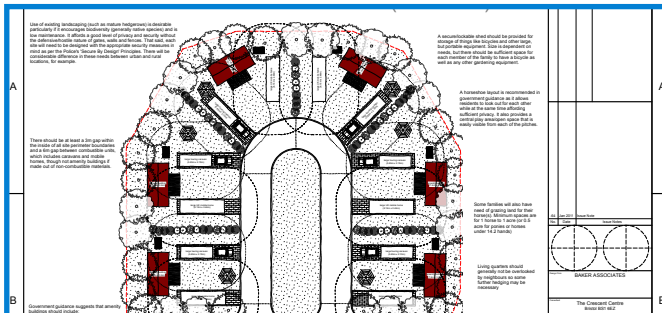 Use of existing landscaping (such as mature hedgerows) is desirable
particularly if it encourages biodiversity (generally native species) and is
low maintenance. It affords a good level of privacy and security without
the defensive/hostile nature of gates, walls and fences. That said, each
site will need to be designed with the appropriate security measures in
mind as per the Police's 'Secure By Design' Principles. There will be
considerable difference in these needs between urban and rural
locations, for example.
A secure/lockable shed should be provided for
storage of things like bicycles and other large,
but portable equipment. Size is dependent on
needs, but there should be sufficient space for
each member of the family to have a bicycle as
well as any other gardening equipment
A
A
A horseshoe layout is recommended in
government guidance as it allows
residents to look out for each other
while at the same time affording
sufficient privacy. It also provides a
central play area/open space that is
easily visible from each of the pitches.
There should be at least a 3m gap within
the inside of all site perimeter boundaries
and a 6m gap between combustible units,
which includes caravans and mobile
homes, though not amenity buildings if
made out of non-combustible materials.
Some families will also have
need of grazing land for their
horse(s). Minimum spaces are
for 1 horse to 1 acre (or 0.5
acre for ponies or horses
under 14.2 hands)
Jan 2011 Issue Note
No. Date Issue Notes
Living quarters should
generally not be overlooked
by neighbours so some
further hedging may be
necessary
BAKER ASSOCIATES
B
B
Government guidance suggests that amenity
buildings should include:
The Crescent Centre
Bristol BS1 6EZ